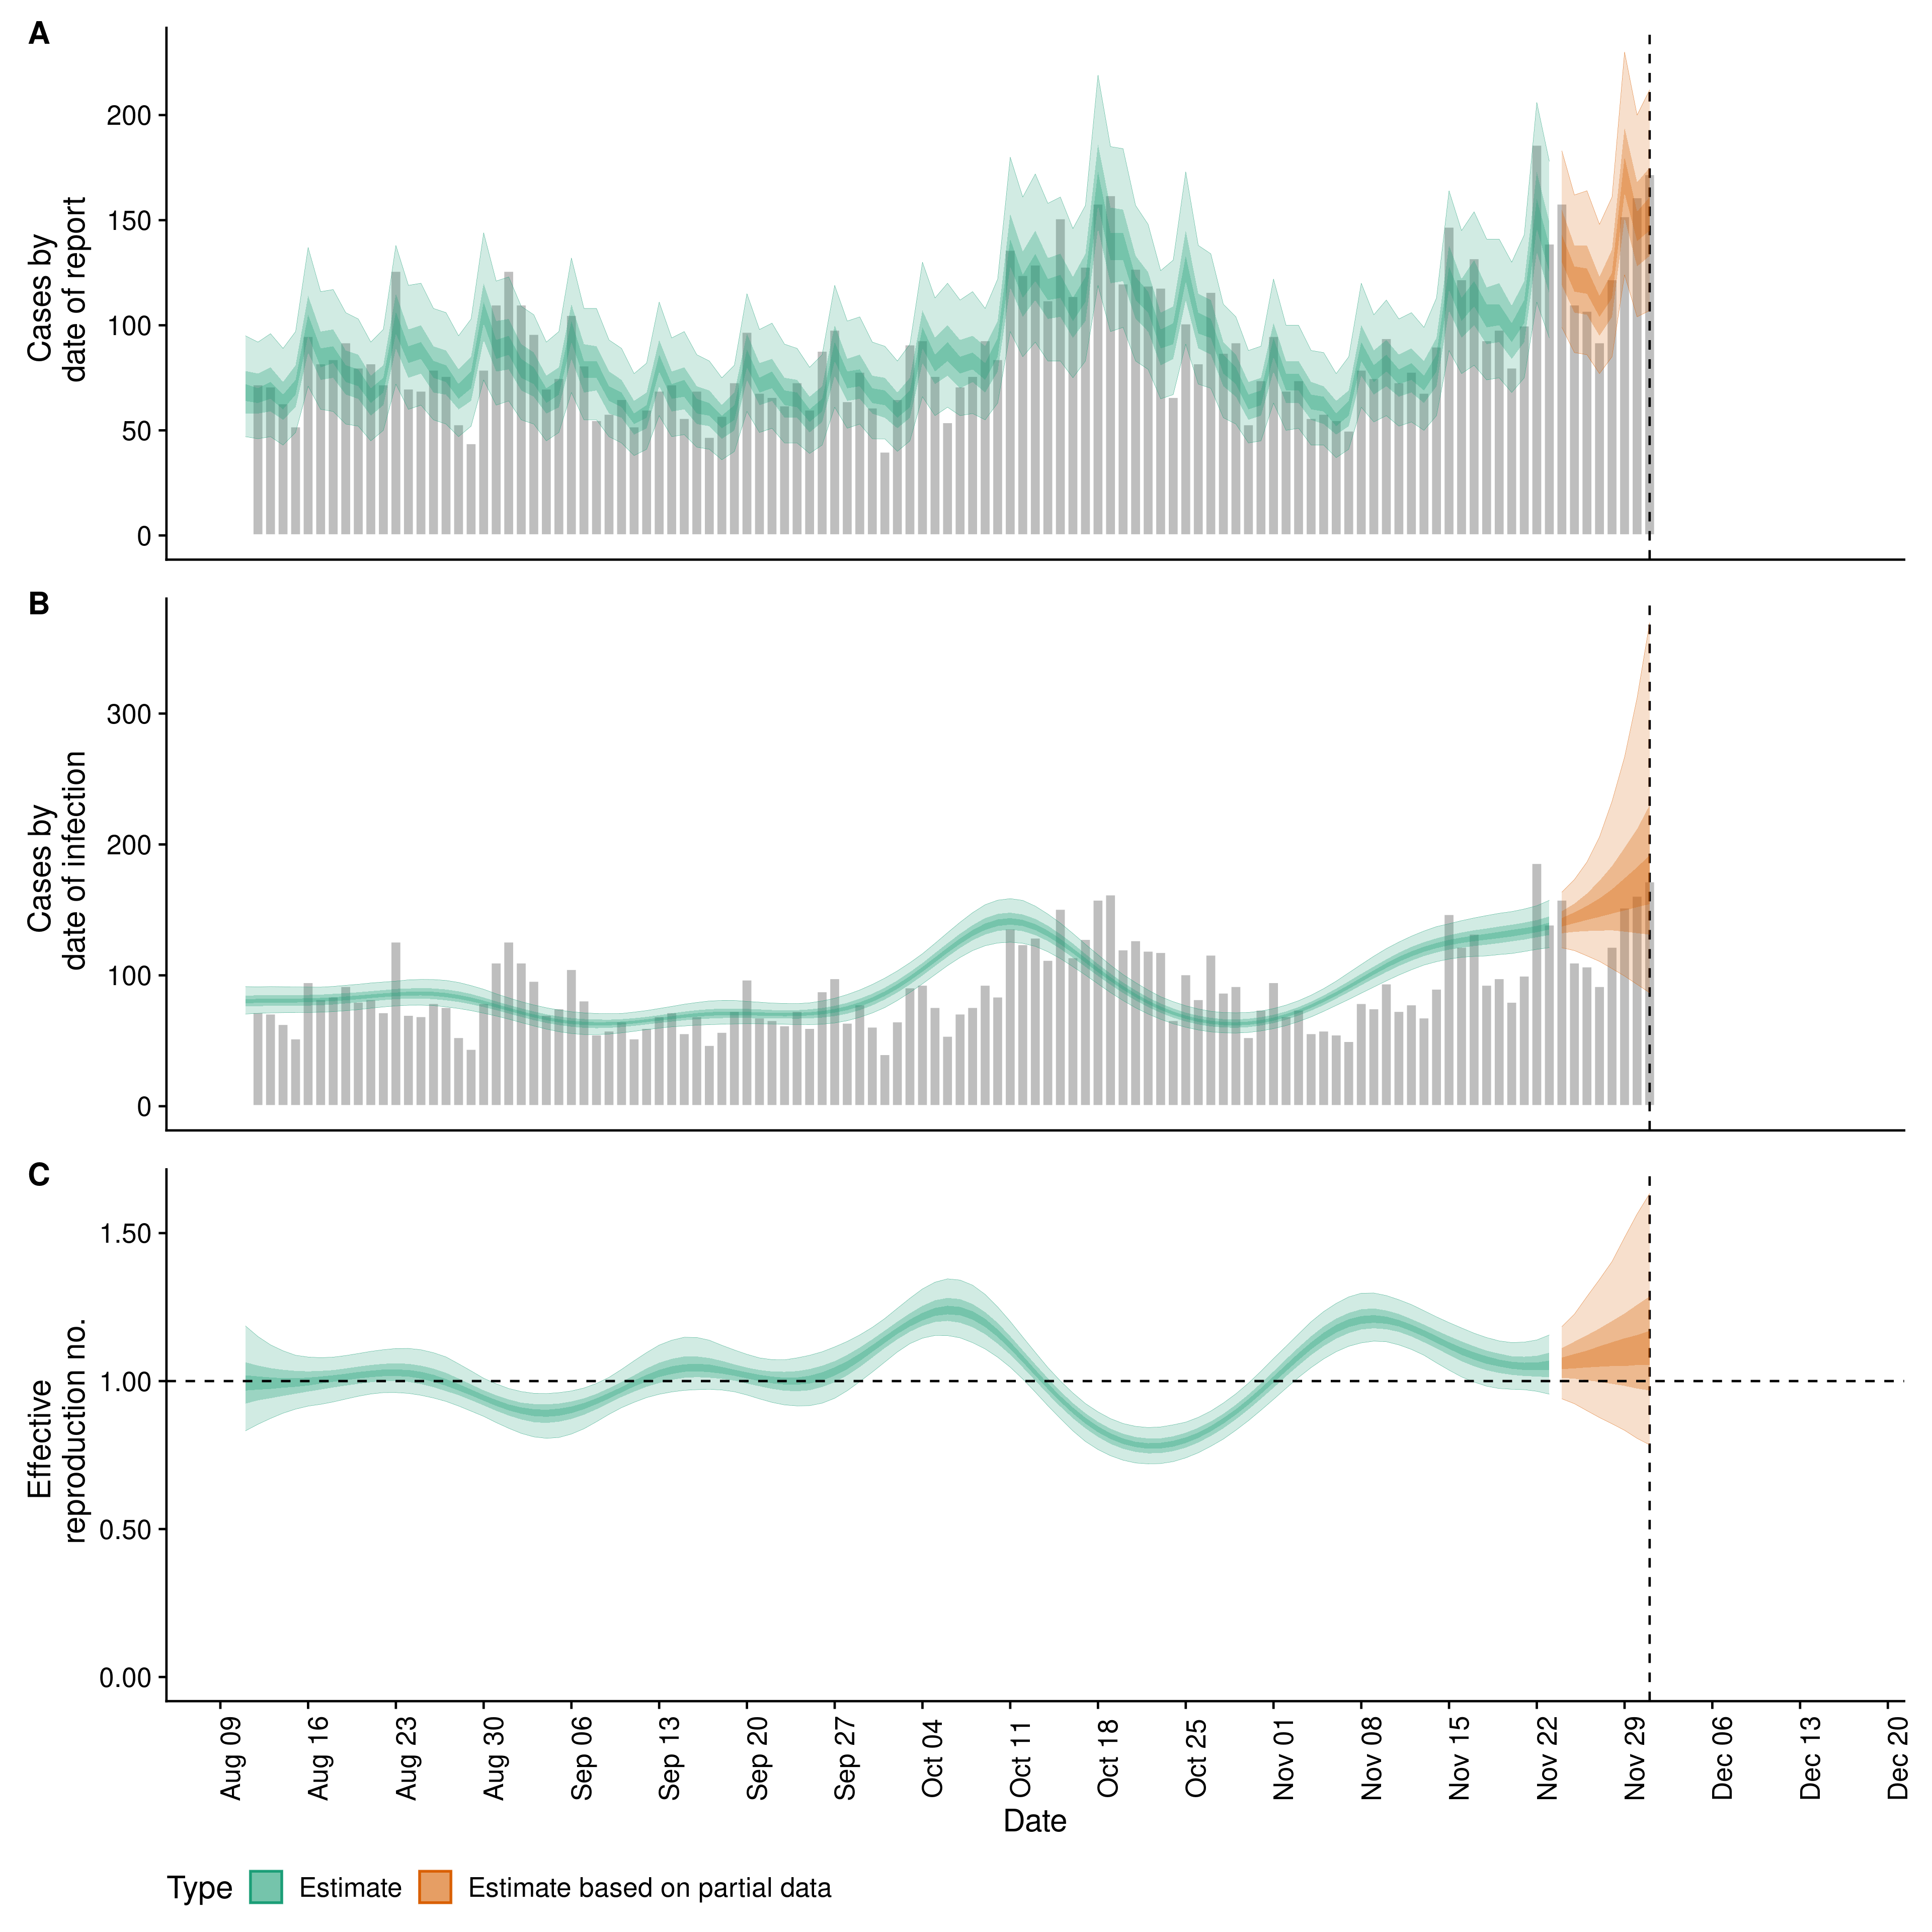 A
Cases by
date of report
200
150
100
50
0
B
Cases by
date of infection
300
200
100
0
C
Effective
reproduction no.
1.50
1.00
0.50
0.00
Aug 09
Aug 16
Aug 23
Aug 30
Sep 06
Sep 13
Sep 20
Sep 27
Oct 04
Oct 11
Oct 18
Oct 25
Nov 01
Nov 08
Nov 15
Nov 22
Nov 29
Dec 06
Dec 13
Dec 20
Date
Type Estimate Estimate based on partial data